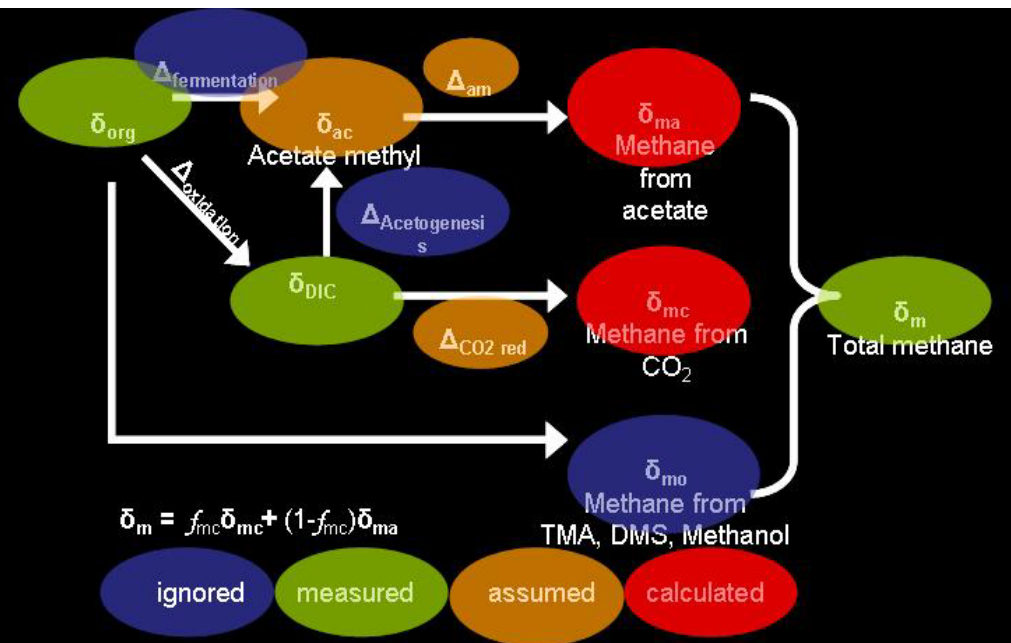 Δfermentation
δorg
δac
Acetate methyl
Δam
δma
Methane
from
acetate
Δoxidation
ΔAcetogenesi
s
δDIC
ΔCO2 red
δmc
Methane from
CO₂
δm
Total methane
δmo
Methane from
TMA, DMS, Methanol
δm = fmcδmc+ (1-fmc)δma
ignored measured assumed calculated